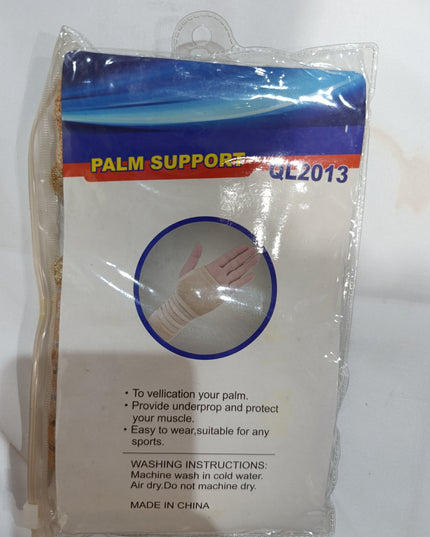 PALM SUPPORT QL2013
• To vellication your palm.
• Provide underprop and protect
your muscle.
• Easy to wear,suitable for any
sports.
WASHING INSTRUCTIONS:
Machine wash in cold water.
Air dry.Do not machine dry.
MADE IN CHINA